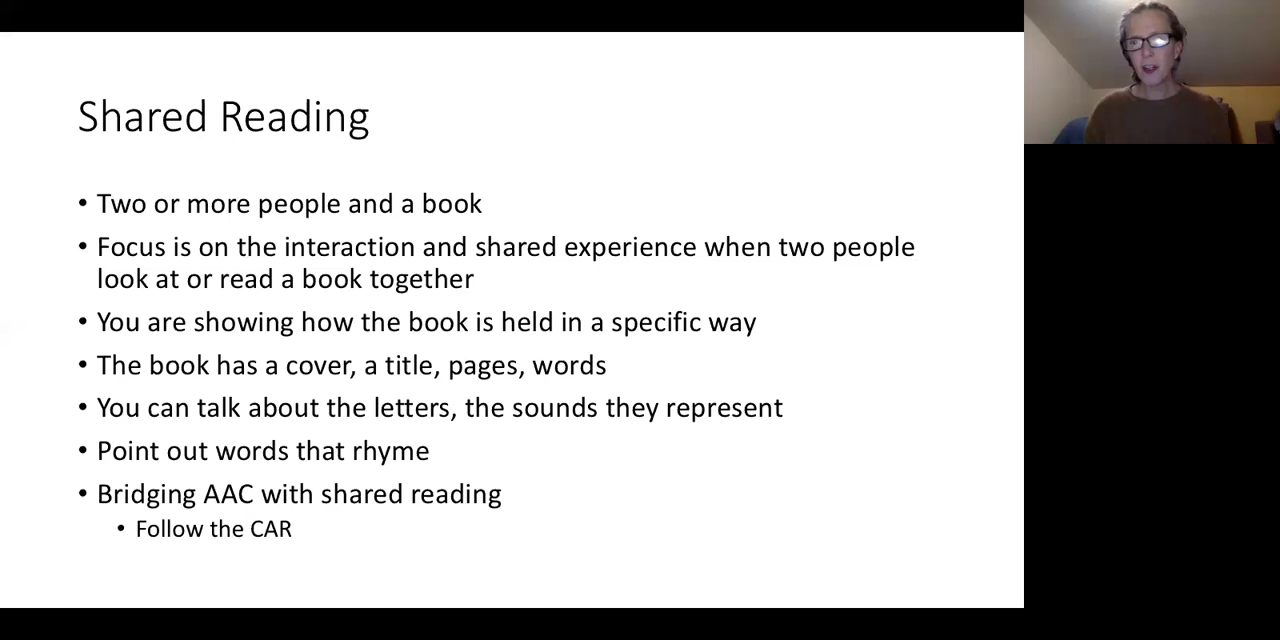 Shared Reading
• Two or more people and a book
• Focus is on the interaction and shared experience when two people
look at or read a book together
• You are showing how the book is held in a specific way
• The book has a cover, a title, pages, words
• You can talk about the letters, the sounds they represent
• Point out words that rhyme
• Bridging AAC with shared reading
• Follow the CAR